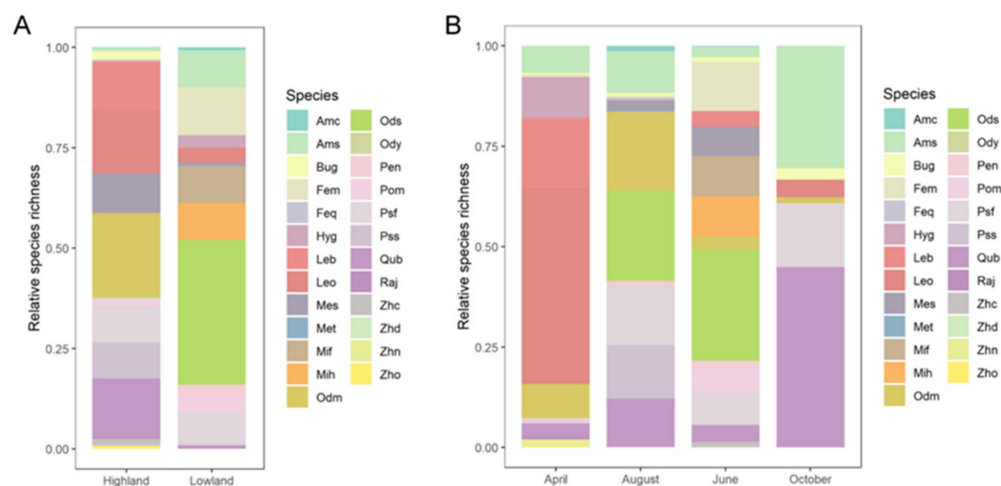 A
B
Relative species richness
1.00
0.75
0.50
0.25
0.00
Highland
Lowland
Species
Amc
Ams
Bug
Fem
Feq
Hyg
Leb
Leo
Mes
Met
Mif
Mih
Odm
Ods
Ody
Pen
Pom
Psf
Pss
Qub
Raj
Zhc
Zhd
Zhn
Zho
Relative species richness
1.00
0.75
0.50
0.25
0.00
April
August
June
October
Species
Amc
Ams
Bug
Fem
Feq
Hyg
Leb
Leo
Mes
Met
Mif
Mih
Odm
Ods
Ody
Pen
Pom
Psf
Pss
Qub
Raj
Zhc
Zhd
Zhn
Zho